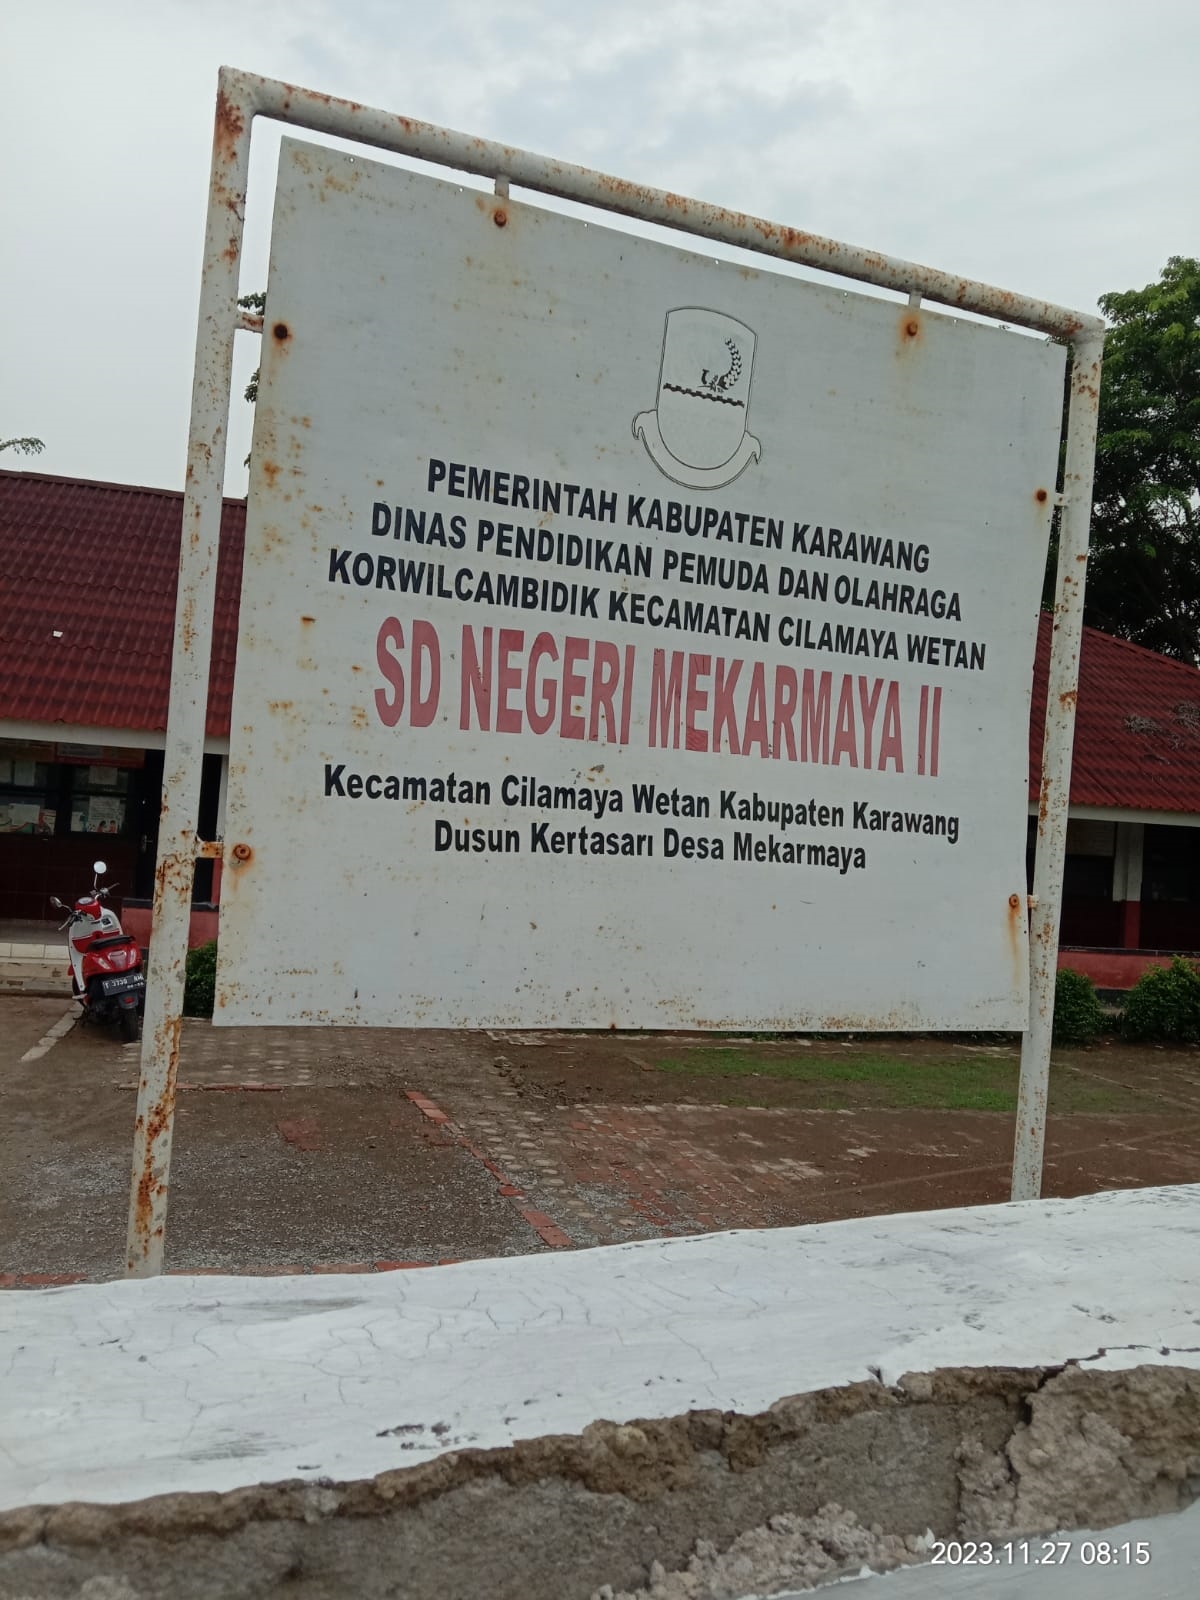 PEMERINTAH KABUPATEN KARAWANG
DINAS PENDIDIKAN PEMUDA DAN OLAHRAGA
KORWILCAMBIDIK KECAMATAN CILAMAYA WETAN
SD NEGERI MEKARMAYA II
Kecamatan Cilamaya Wetan Kabupaten Karawang
Dusun Kertasari Desa Mekarmaya
2023.11.27 08:15